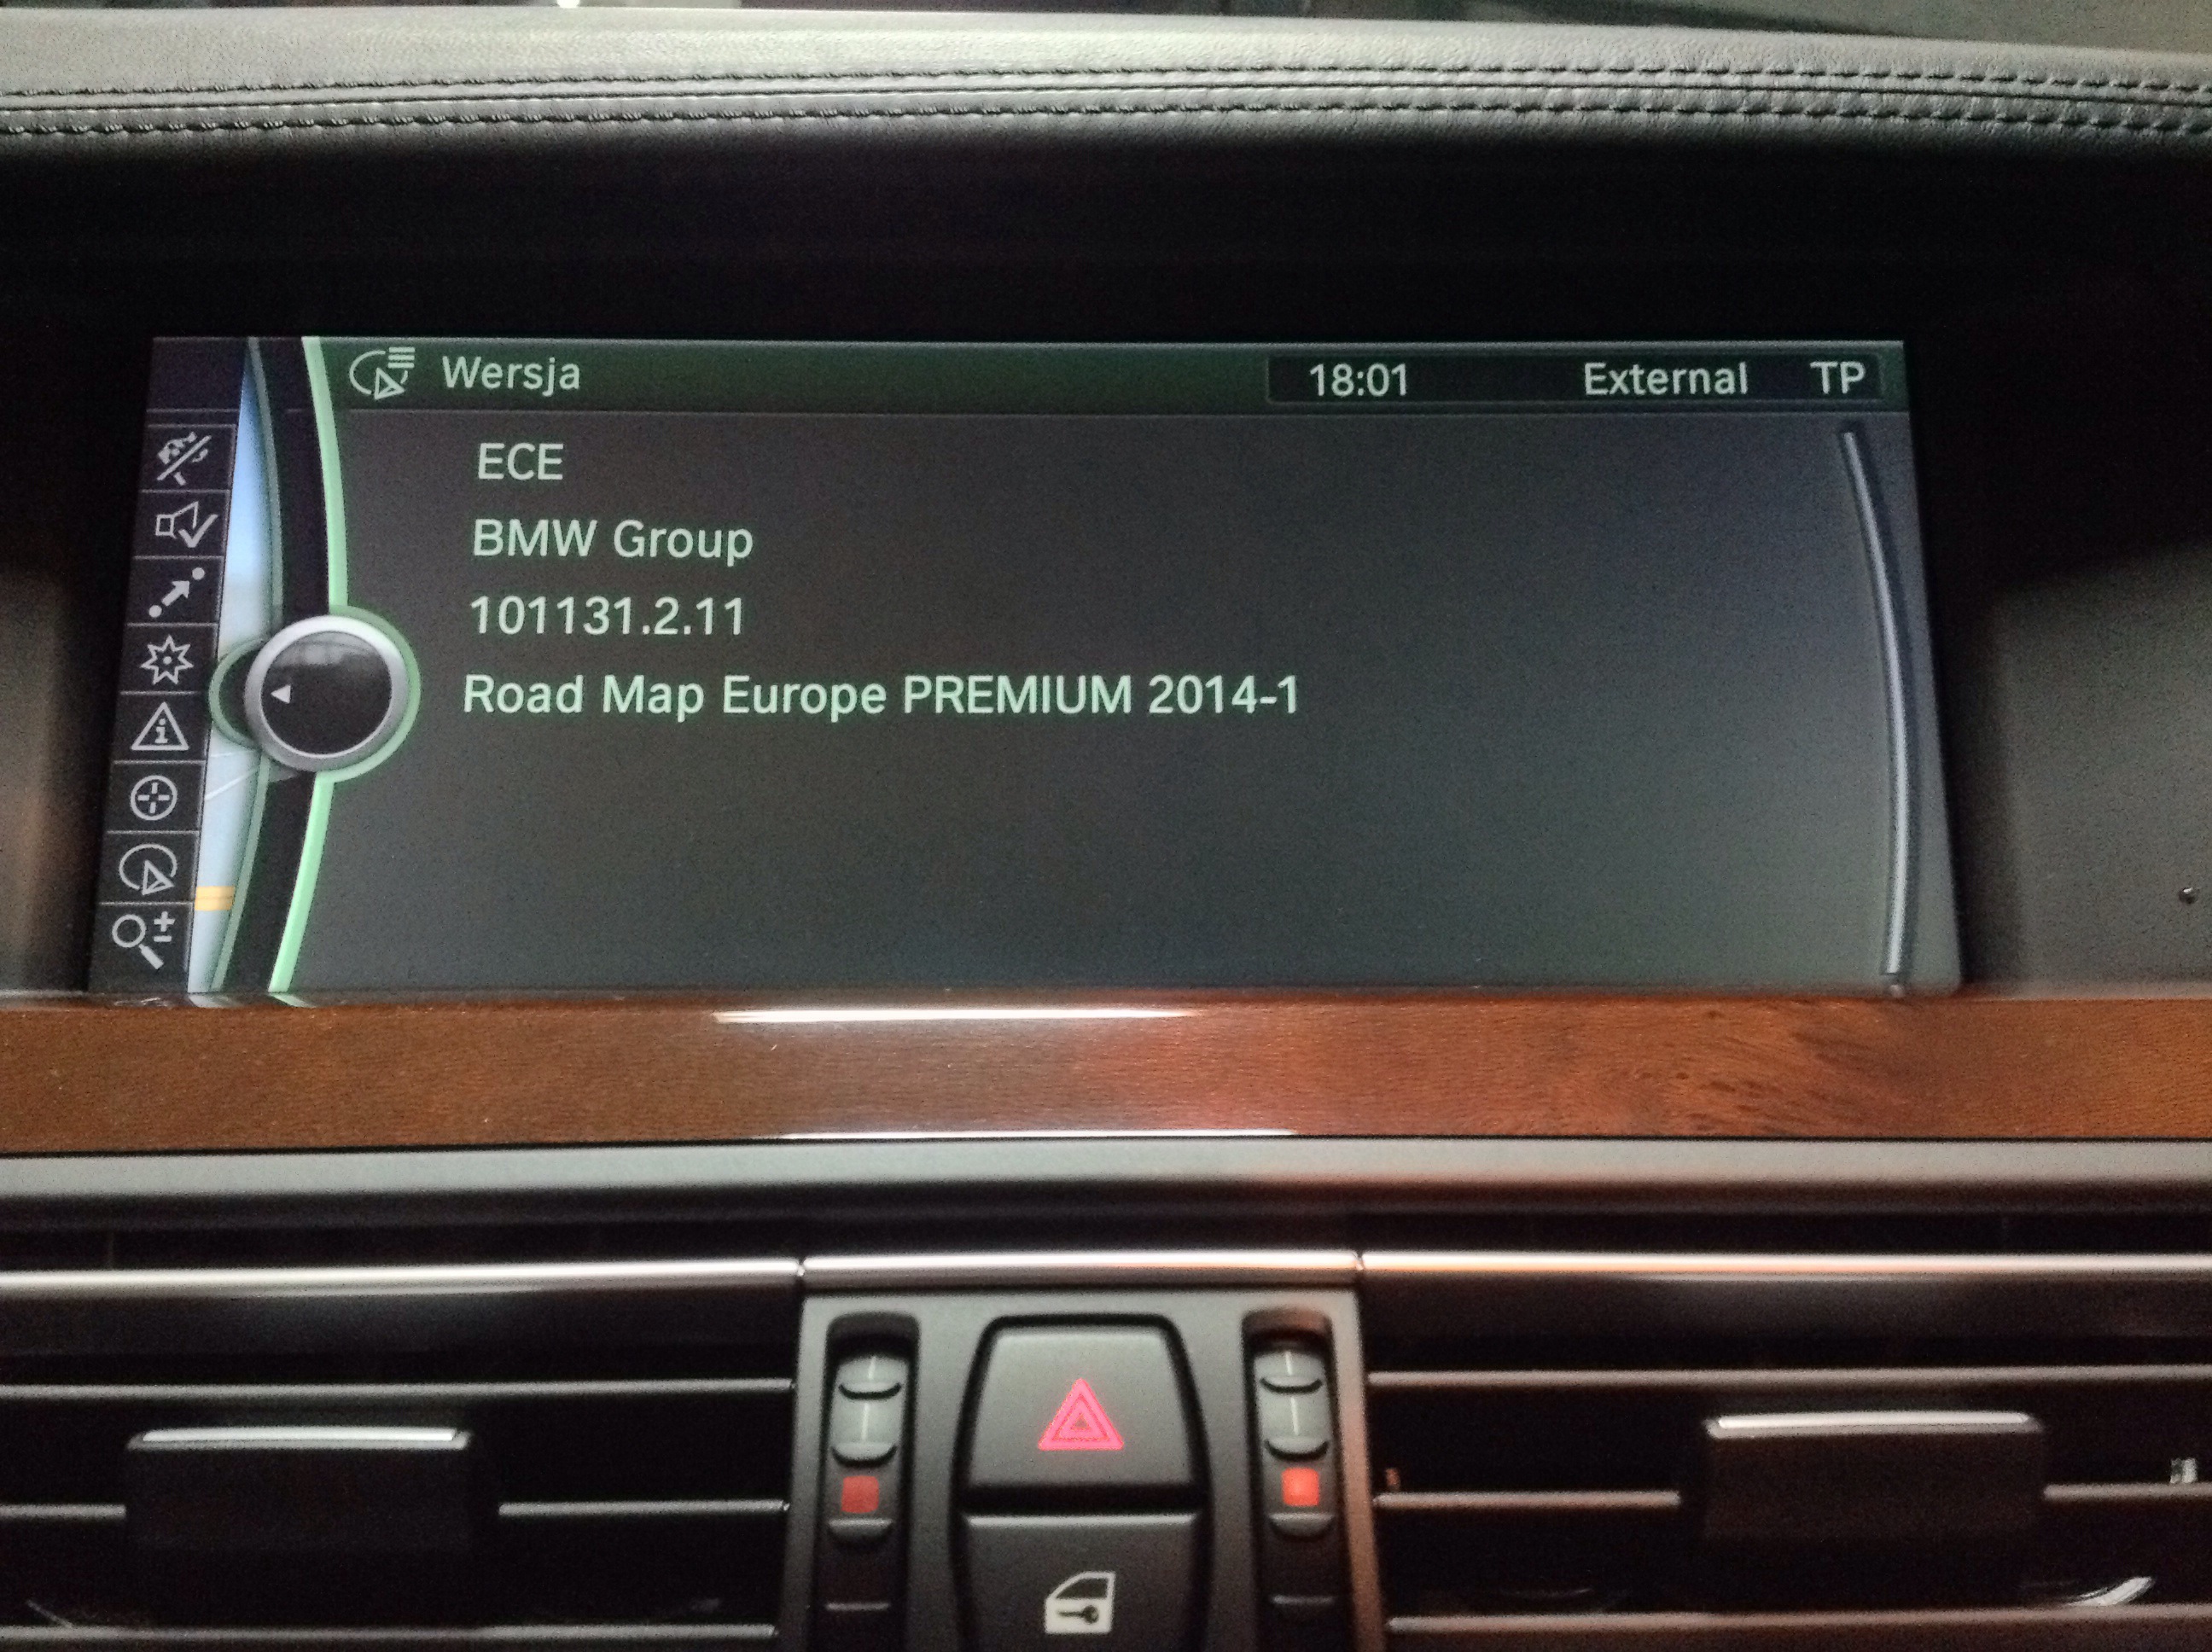 Wersja
18:01 External TP
ECE
BMW Group
101131.2.11
Road Map Europe PREMIUM 2014-1